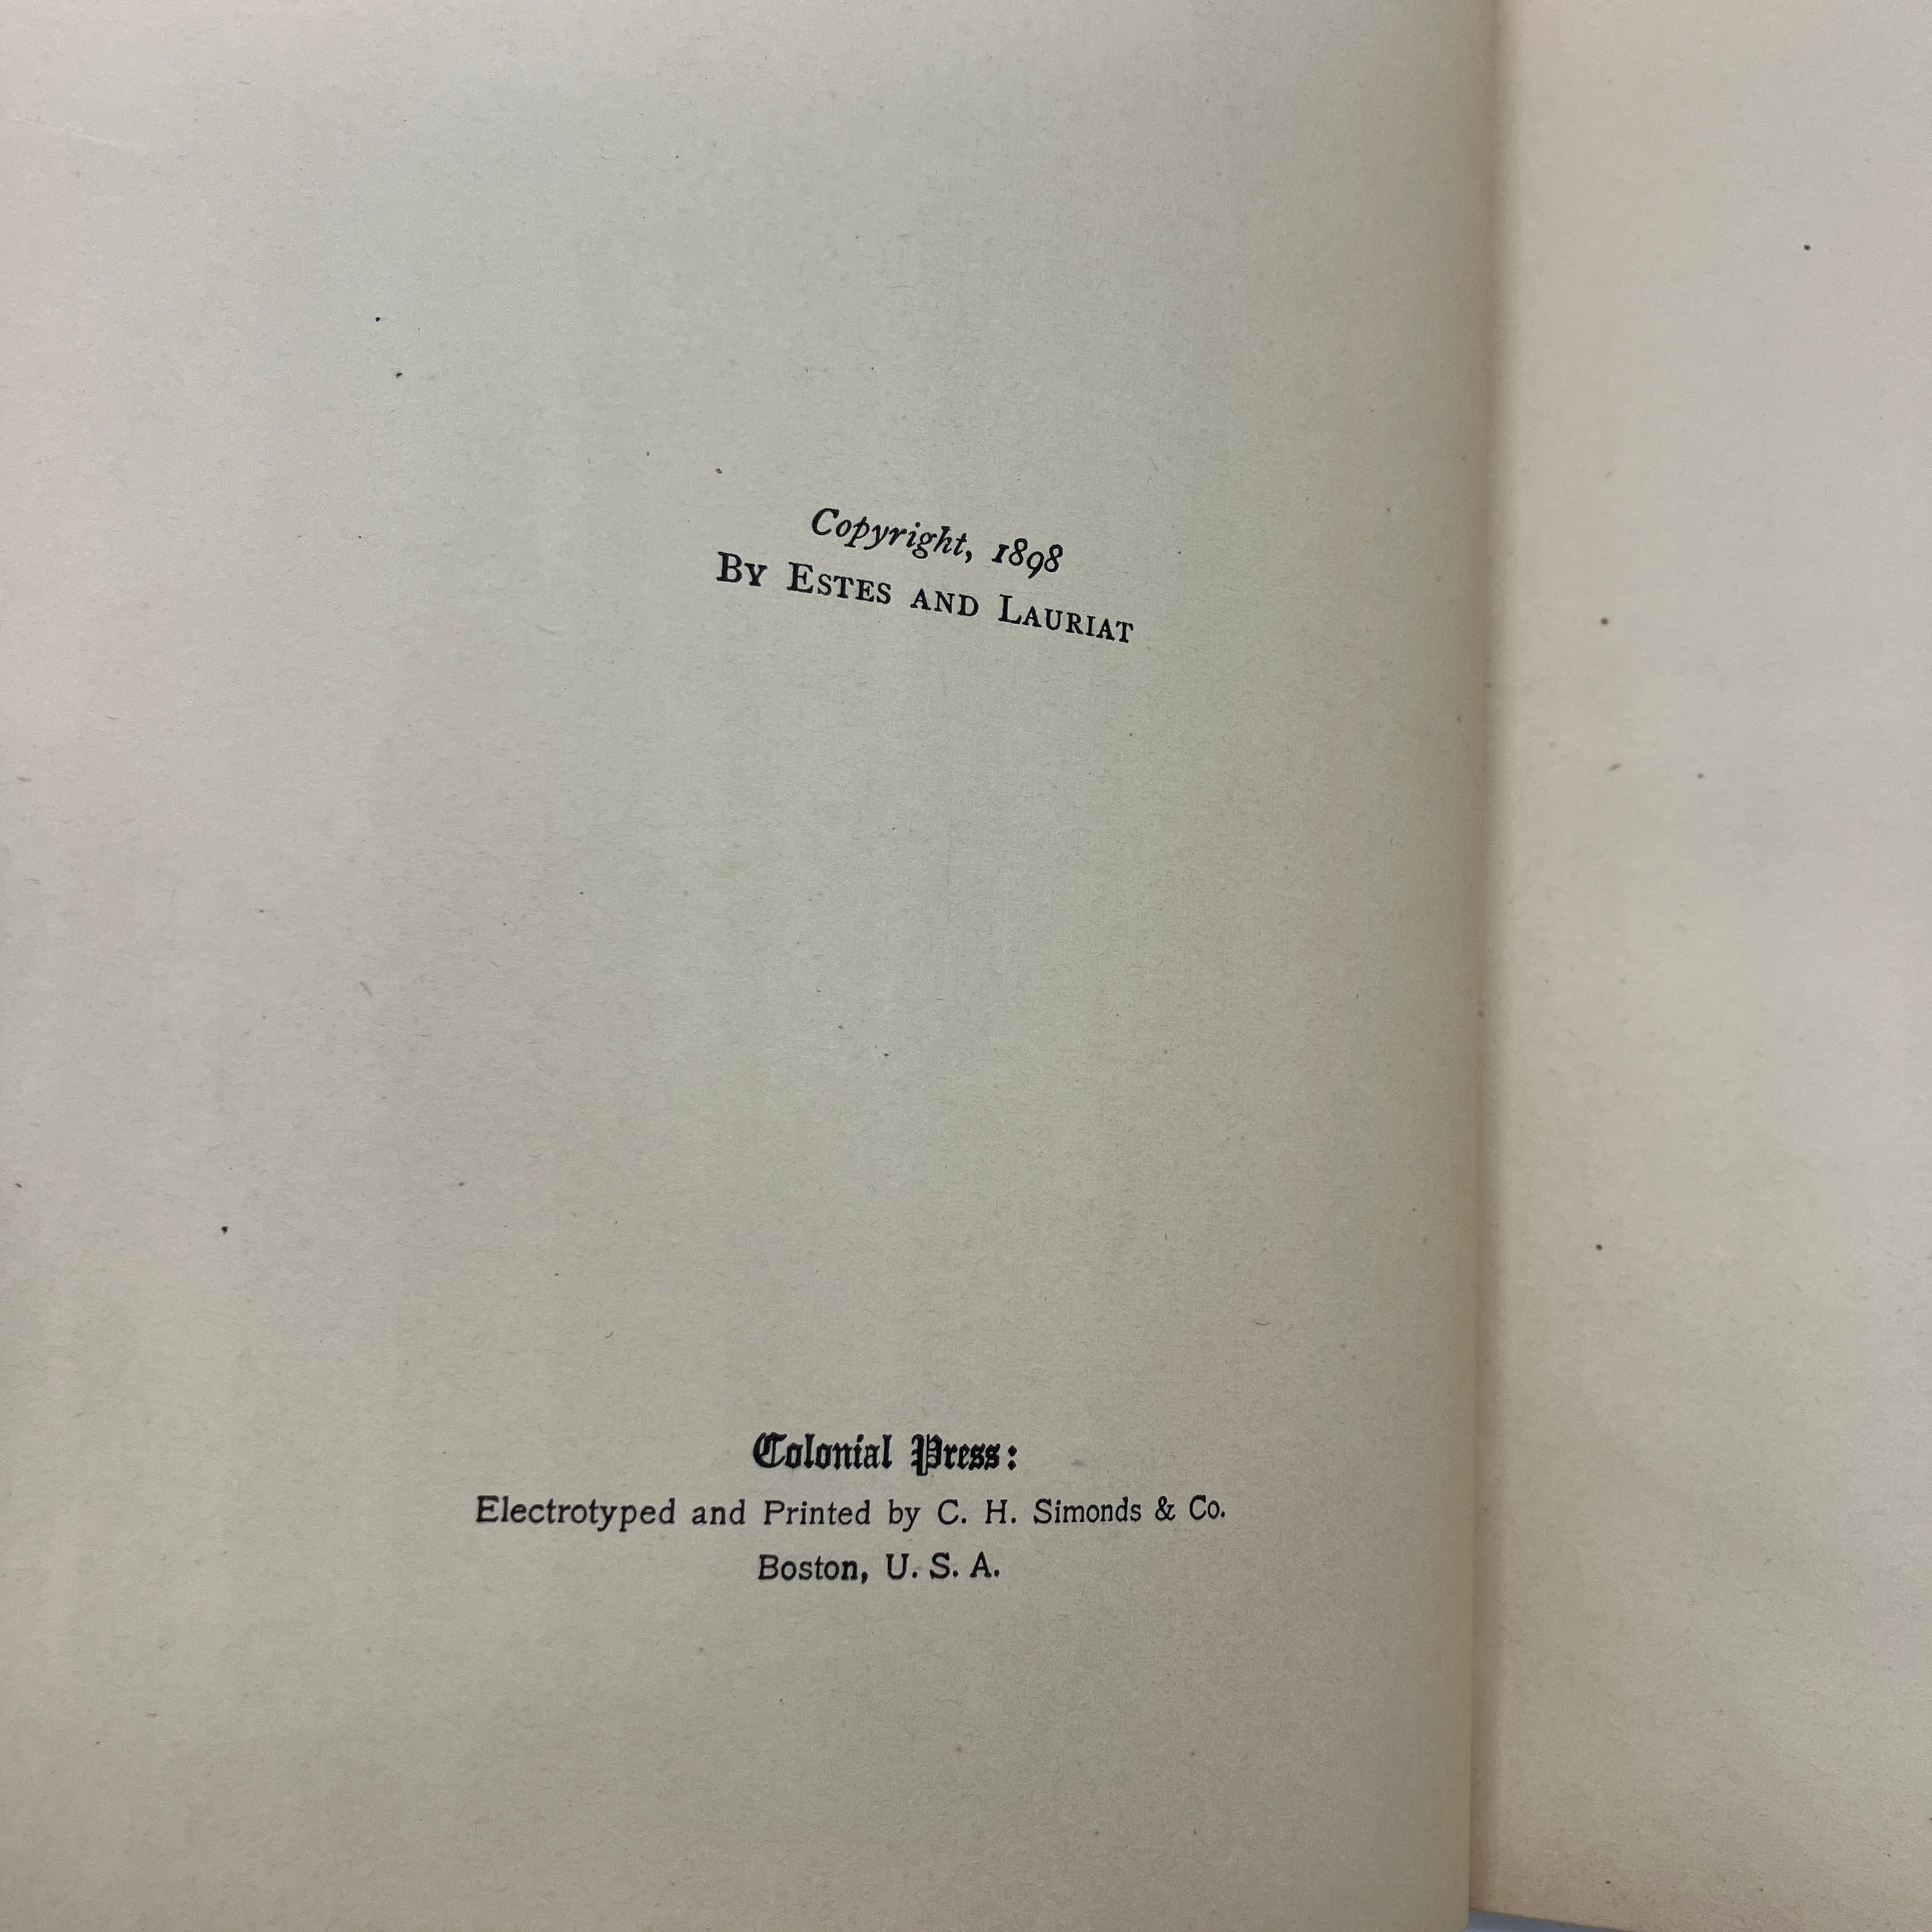 Copyright, 1898
By Estes and Lauriat
Colonial Press:
Electrotyped and Printed by C. H. Simonds & Co.
Boston, U. S. A.